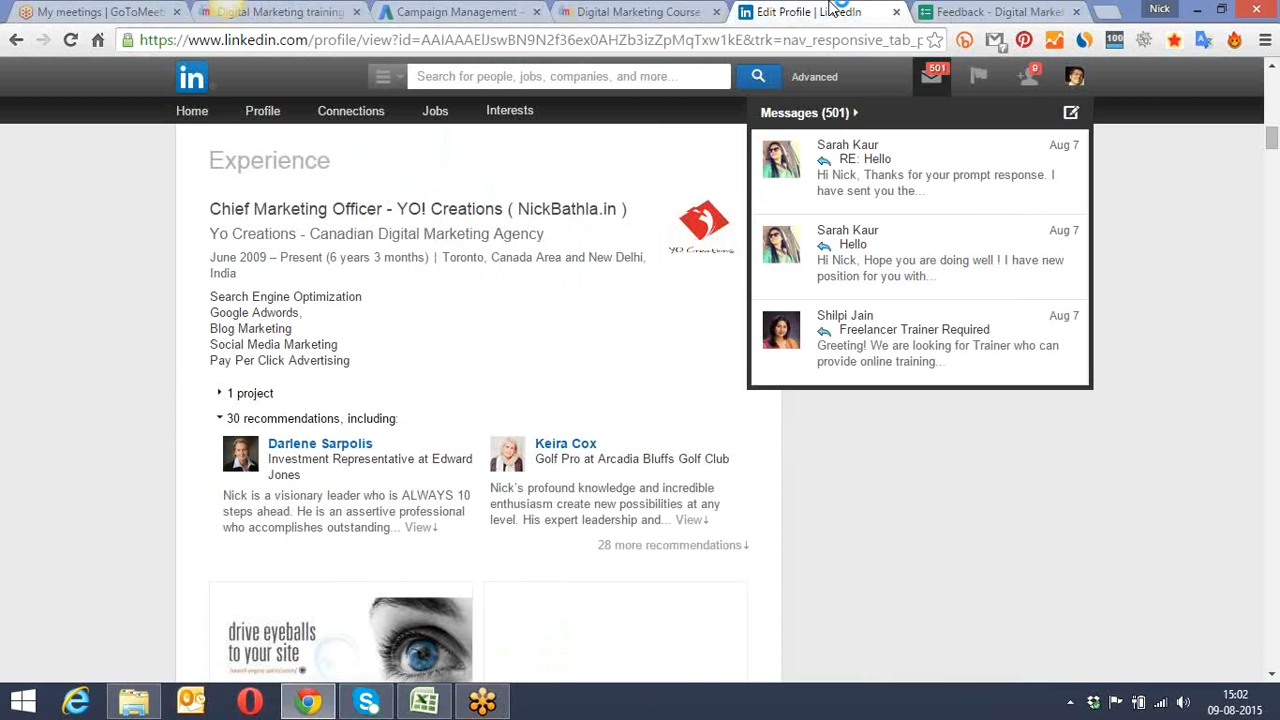 My meetings | GoToMeet
Digital Marketing training
Campaign Management -
Digital Marketing Course
Edit Profile | LinkedIn
Feedback - Digital Market
Nick
https://www.linkedin.com/profile/view?id=AAIAAAElJswBN9N2f36ex0AHZb3izZpMqTxw1kE&trk=nav_responsive_tab_p
100
in
Search for people, jobs, companies, and more...
Advanced
501
9
Home
Profile
Connections
Jobs
Interests
Messages (501)
Sarah Kaur
Aug 7
RE: Hello
Hi Nick, Thanks for your prompt response. I
have sent you the...
Sarah Kaur
Aug 7
Hello
Hi Nick, Hope you are doing well ! I have new
position for you with...
Shilpi Jain
Aug 7
Freelancer Trainer Required
Greeting! We are looking for Trainer who can
provide online training...
Experience
Chief Marketing Officer - YO! Creations ( NickBathla.in )
Yo Creations - Canadian Digital Marketing Agency
June 2009 – Present (6 years 3 months) | Toronto, Canada Area and New Delhi,
India
YO Creations
Search Engine Optimization
Google Adwords,
Blog Marketing
Social Media Marketing
Pay Per Click Advertising
1 project
30 recommendations, including:
Darlene Sarpolis
Investment Representative at Edward
Jones
Nick is a visionary leader who is ALWAYS 10
steps ahead. He is an assertive professional
who accomplishes outstanding... View↓
Keira Cox
Golf Pro at Arcadia Bluffs Golf Club
Nick's profound knowledge and incredible
enthusiasm create new possibilities at any
level. His expert leadership and... View↓
28 more recommendations↓
drive eyeballs
to your site
15:02
09-08-2015